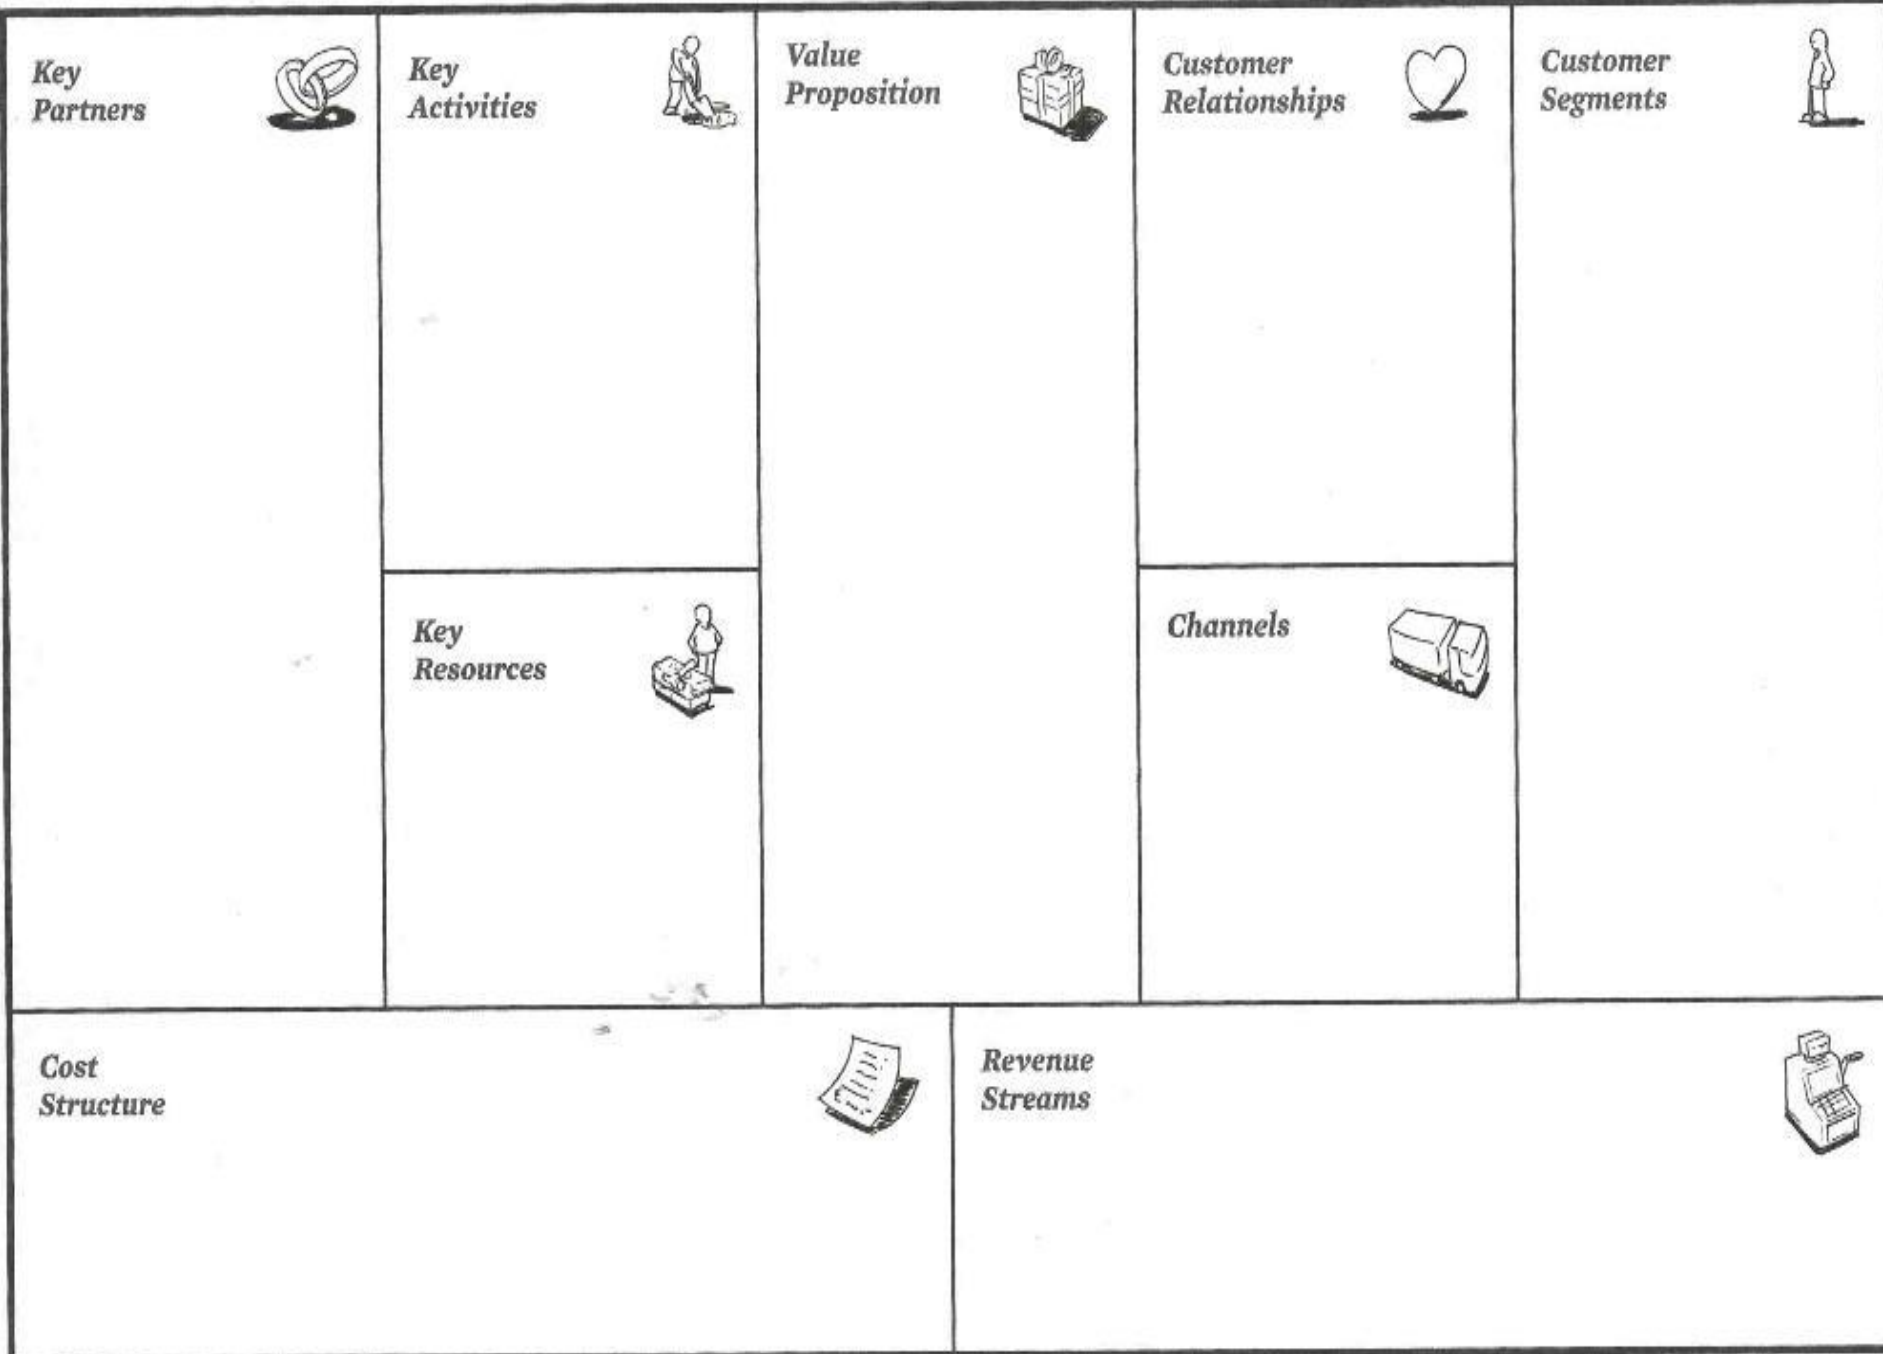 Key
Partners
Key
Activities
Value
Proposition
Customer
Relationships
Customer
Segments
Key
Resources
Channels
Cost
Structure
Revenue
Streams